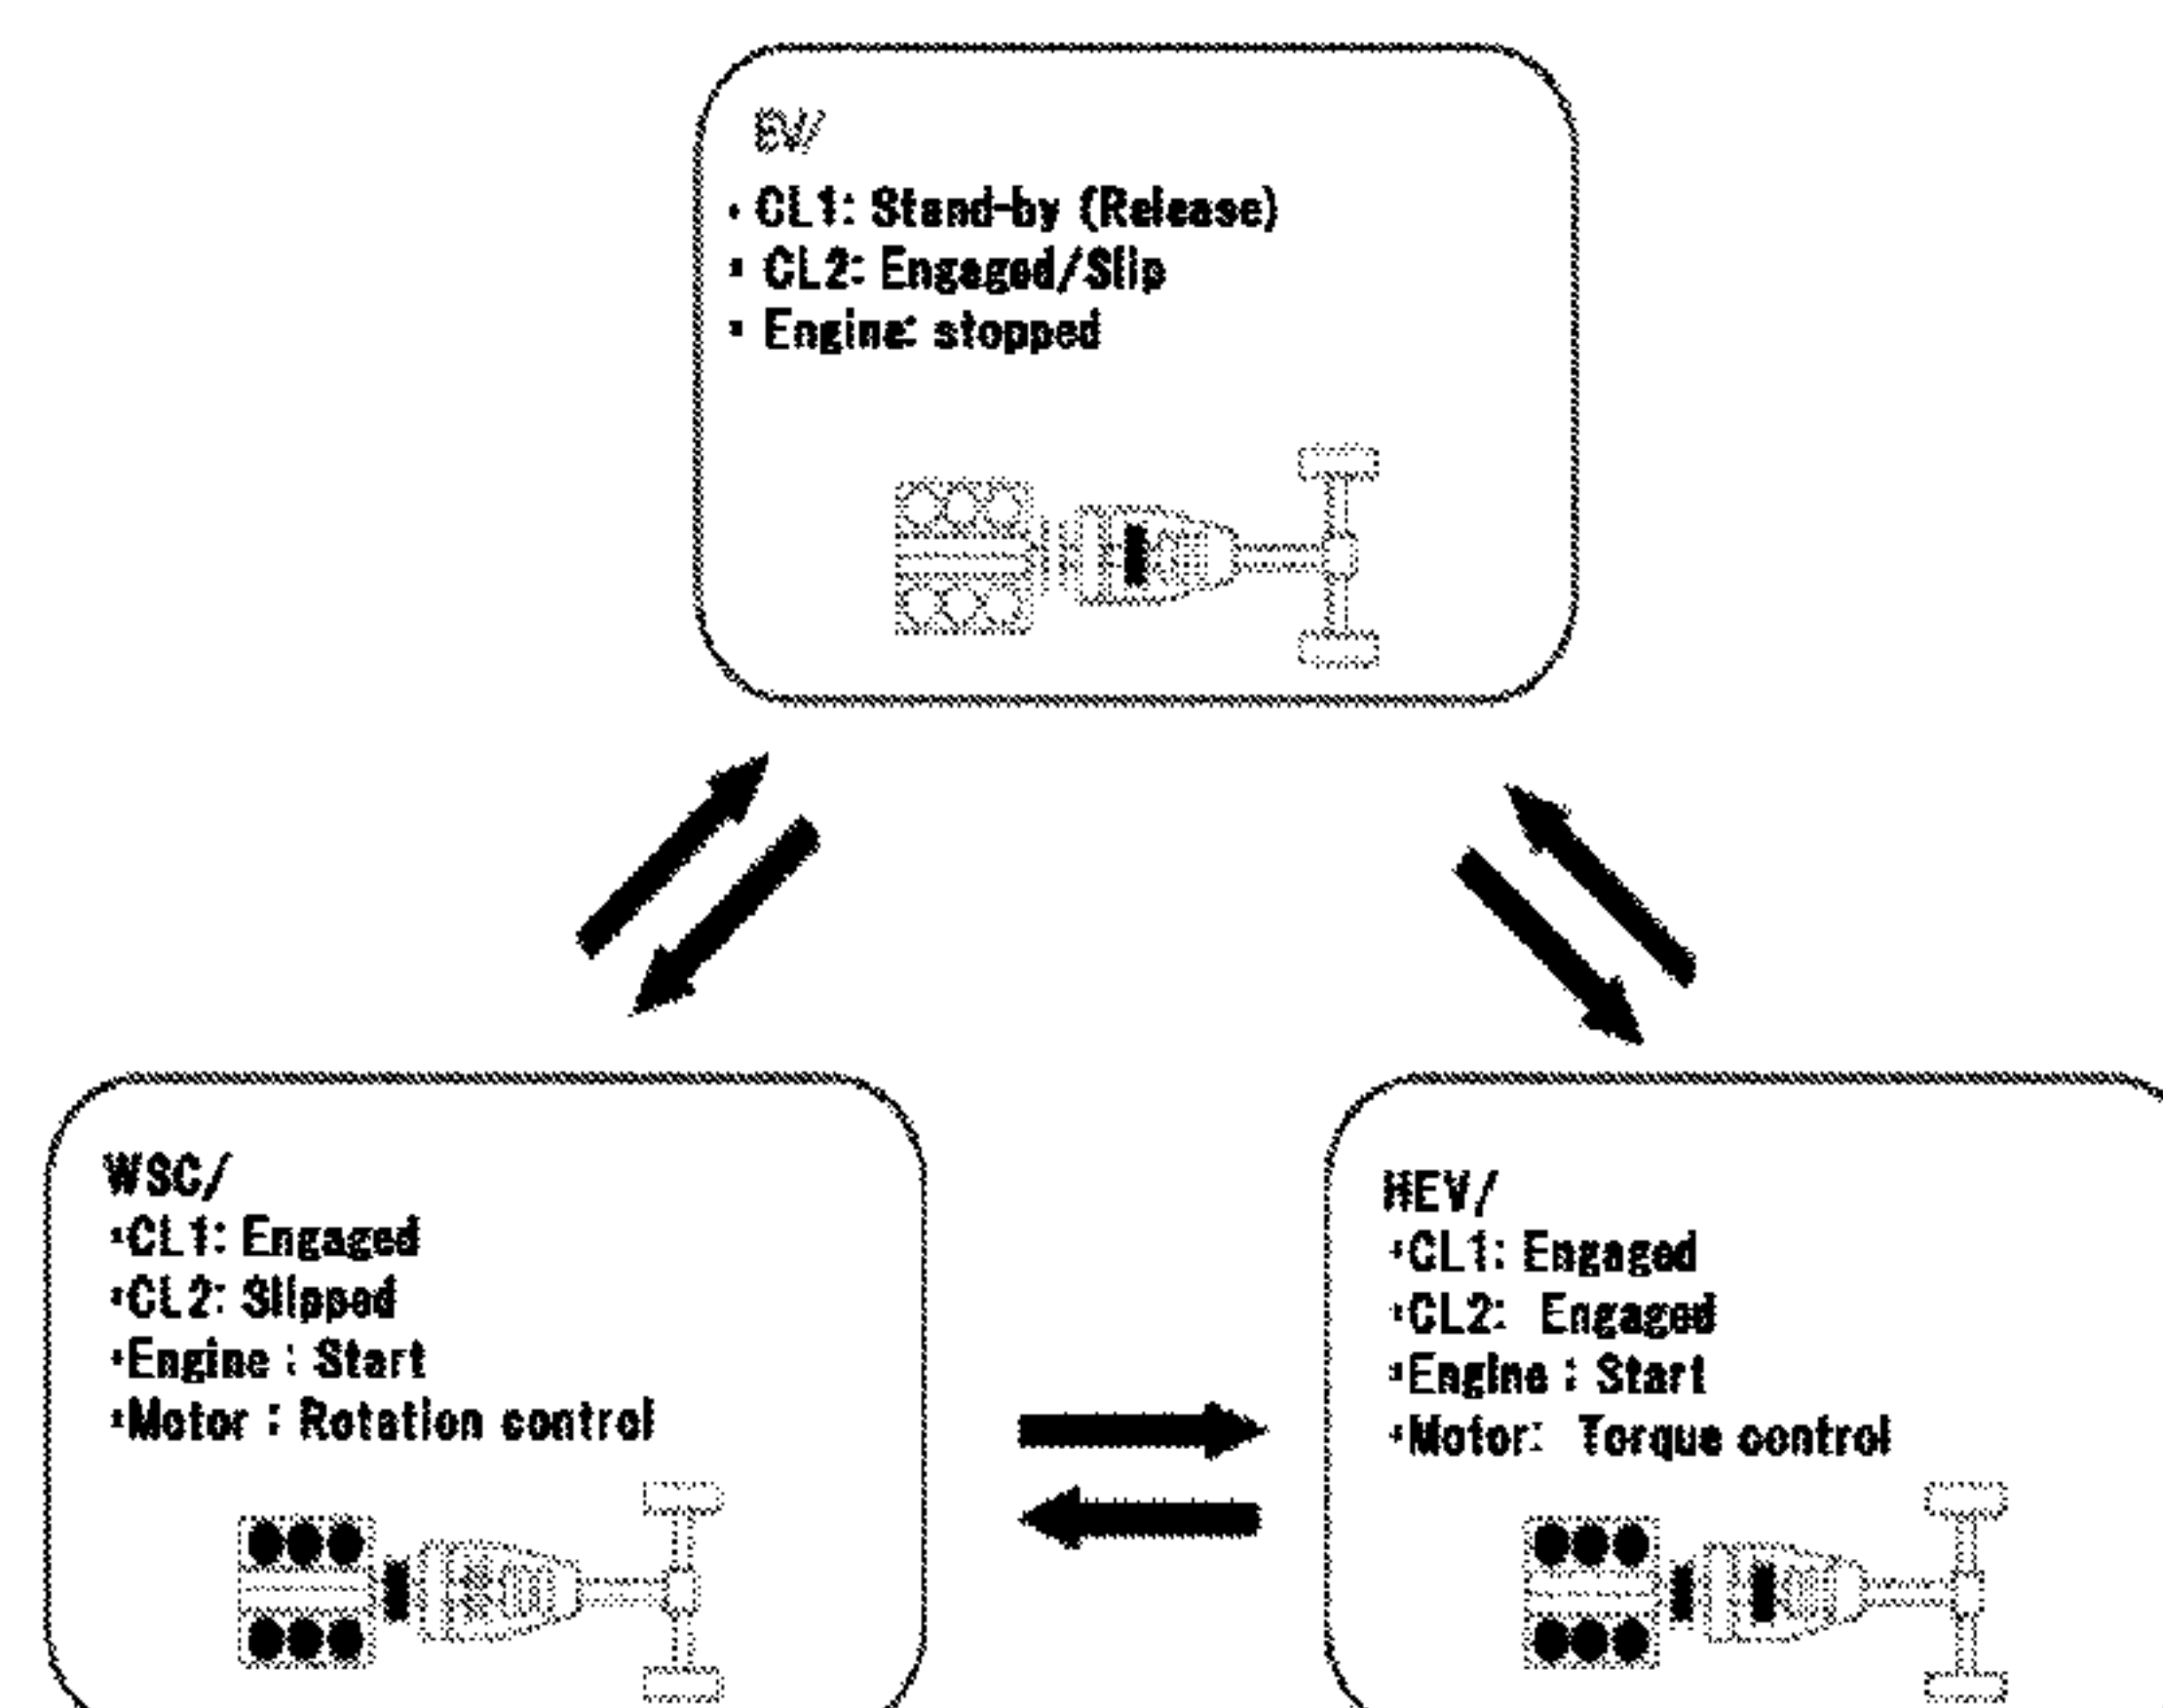 EV/
・CL1: Stand-by (Release)
・CL2: Engaged/Slip
・Engine: stopped
WSC/
・CL1: Engaged
・CL2: Slipped
・Engine : Start
・Motor : Rotation control
HEV/
・CL1: Engaged
・CL2: Engaged
・Engine : Start
・Motor: Torque control